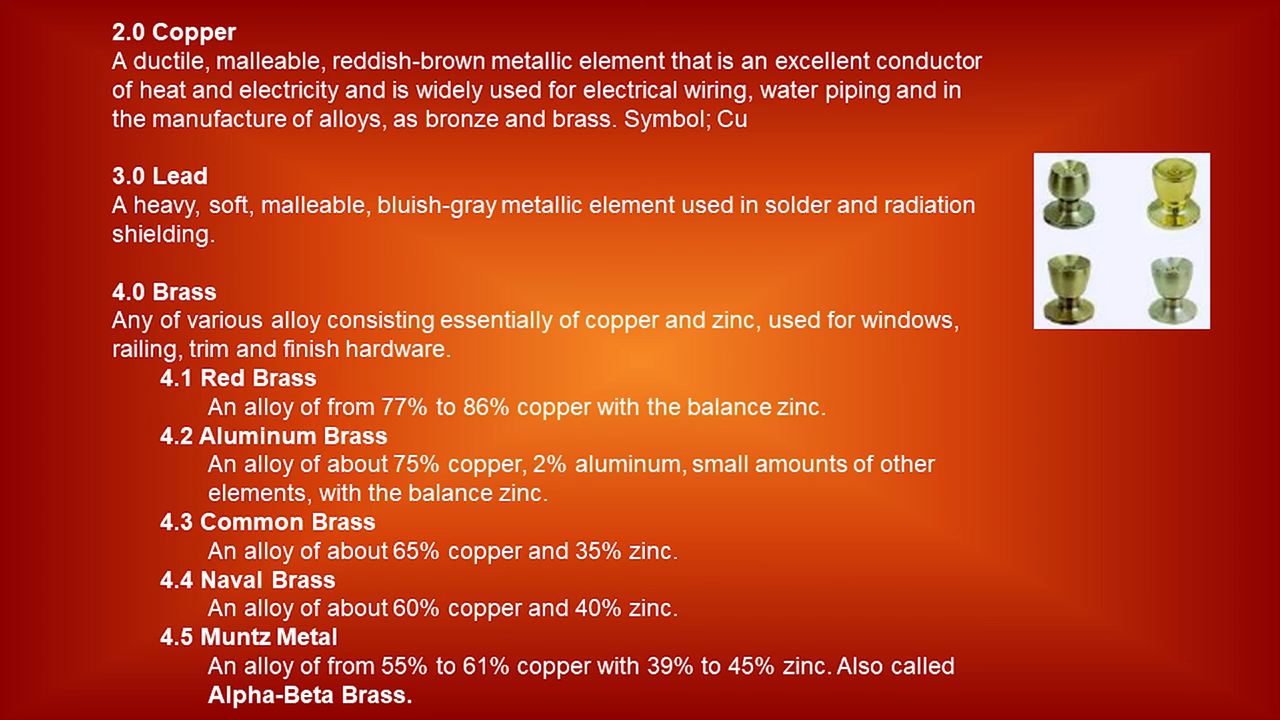 2.0 Copper
A ductile, malleable, reddish-brown metallic element that is an excellent conductor
of heat and electricity and is widely used for electrical wiring, water piping and in
the manufacture of alloys, as bronze and brass. Symbol; Cu
3.0 Lead
A heavy, soft, malleable, bluish-gray metallic element used in solder and radiation
shielding.
4.0 Brass
Any of various alloy consisting essentially of copper and zinc, used for windows,
railing, trim and finish hardware.
4.1 Red Brass
An alloy of from 77% to 86% copper with the balance zinc.
4.2 Aluminum Brass
An alloy of about 75% copper, 2% aluminum, small amounts of other
elements, with the balance zinc.
4.3 Common Brass
An alloy of about 65% copper and 35% zinc.
4.4 Naval Brass
An alloy of about 60% copper and 40% zinc.
4.5 Muntz Metal
An alloy of from 55% to 61% copper with 39% to 45% zinc. Also called
Alpha-Beta Brass.